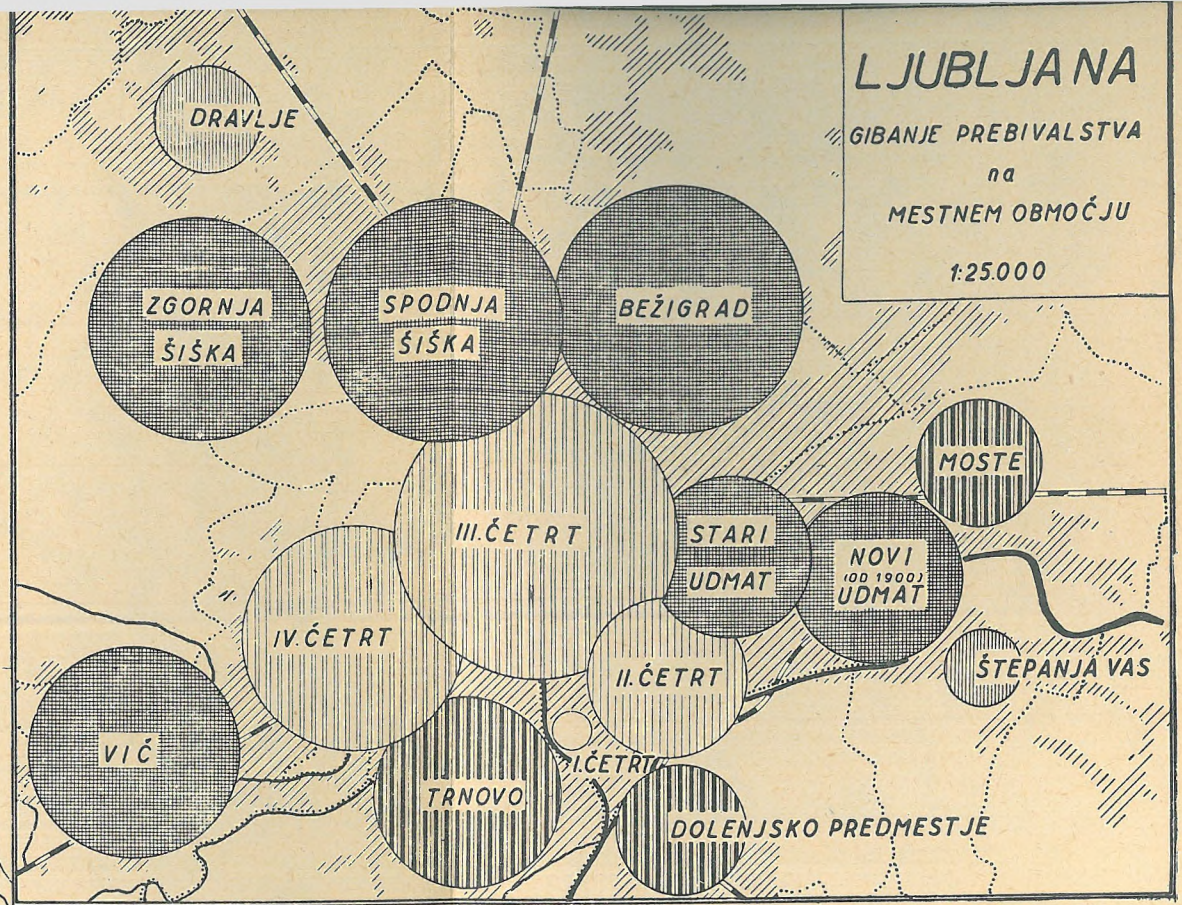 LJUBLJANA
GIBANJE PREBIVALSTVA
na
MESTNEM OBMOČJU
1:25.000
DRAVLJE
ZGORNJA
ŠIŠKA
SPODNJA
ŠIŠKA
BEŽIGRAD
MOSTE
III. ČETRT
STARI
UDMAT
NOVI
(OD 1900)
UDMAT
IV. ČETRT
II. ČETRT
ŠTEPANJA VAS
VIČ
I. ČETRT
TRNOVO
DOLENJSKO PREDMESTJE